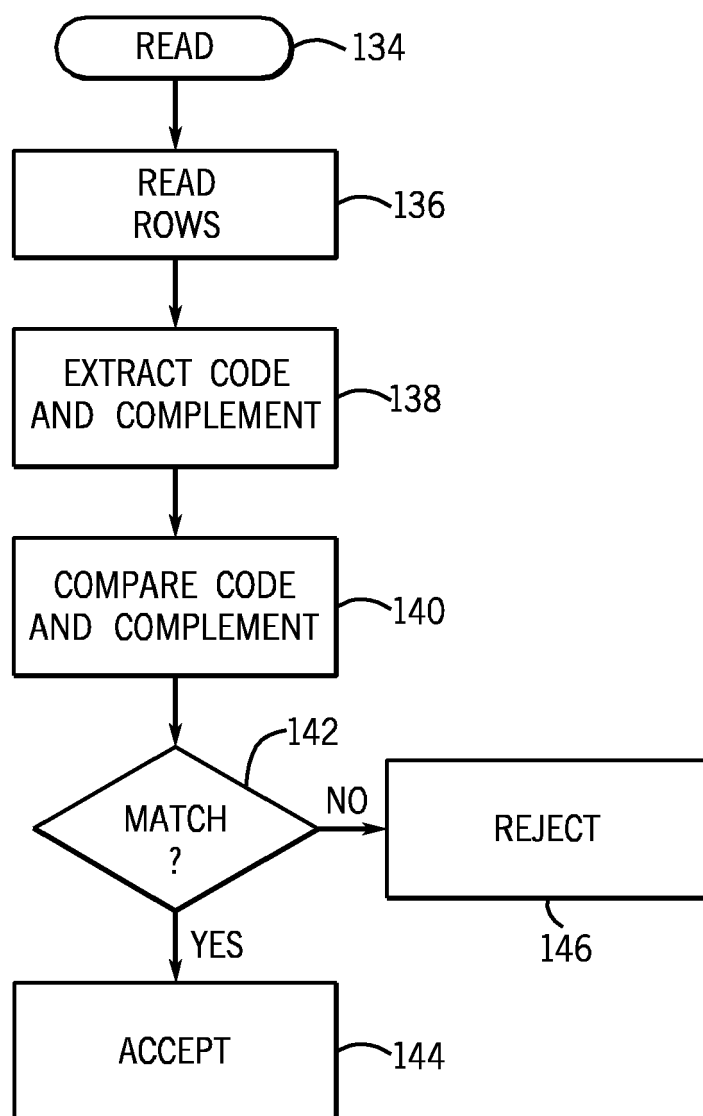 READ
134
READ
ROWS
136
EXTRACT CODE
AND COMPLEMENT
138
COMPARE CODE
AND COMPLEMENT
140
142
MATCH
?
NO
REJECT
146
YES
ACCEPT
144